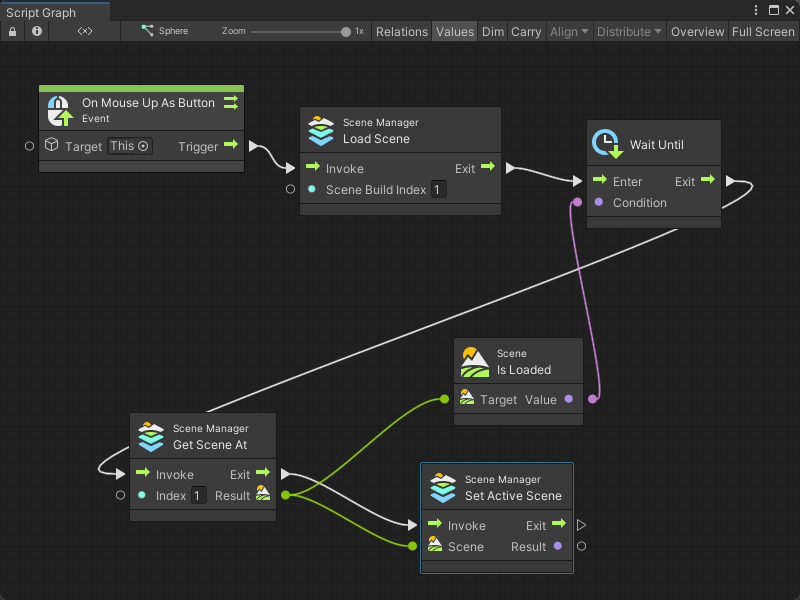 Script Graph
<×> Sphere Zoom 1x Relations Values Dim Carry Align Distribute Overview Full Screen
On Mouse Up As Button
Event
Target This Trigger
Scene Manager
Load Scene
Invoke Exit
Scene Build Index 1
Wait Until
Enter Exit
Condition
Scene
Is Loaded
Target Value
Scene Manager
Get Scene At
Invoke Exit
Index 1 Result
Scene Manager
Set Active Scene
Invoke Exit
Scene Result